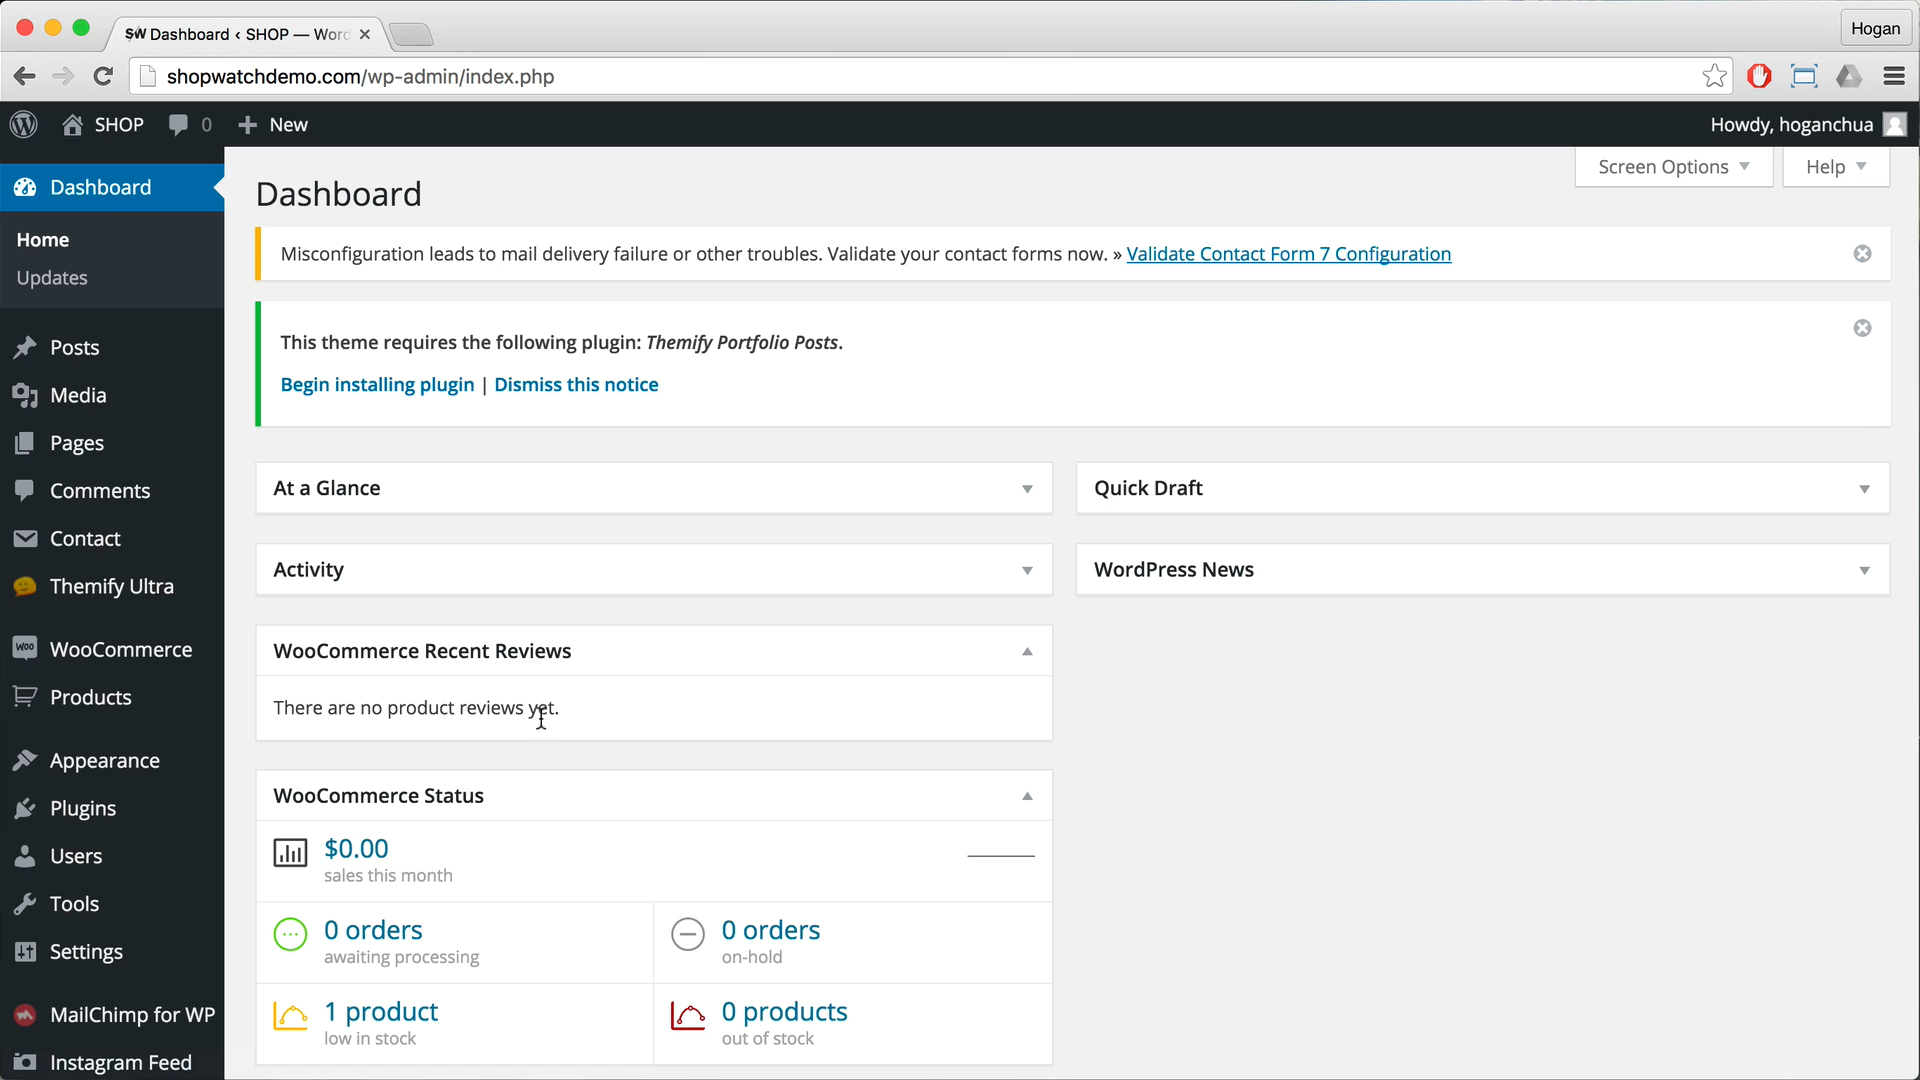 SW Dashboard ‹ SHOP — Word
Hogan
shopwatchdemo.com/wp-admin/index.php
SHOP
0
New
Howdy, hoganchua
Screen Options
Help
Dashboard
Home
Updates
Posts
Media
Pages
Comments
Contact
Themify Ultra
WOO
WooCommerce
Products
Appearance
Plugins
Users
Tools
Settings
MailChimp for WP
Instagram Feed
Dashboard
Misconfiguration leads to mail delivery failure or other troubles. Validate your contact forms now. » Validate Contact Form 7 Configuration
This theme requires the following plugin: Themify Portfolio Posts.
Begin installing plugin | Dismiss this notice
At a Glance
Quick Draft
Activity
WordPress News
WooCommerce Recent Reviews
There are no product reviews yet.
WooCommerce Status
$0.00
sales this month
0 orders
awaiting processing
0 orders
on-hold
1 product
low in stock
0 products
out of stock